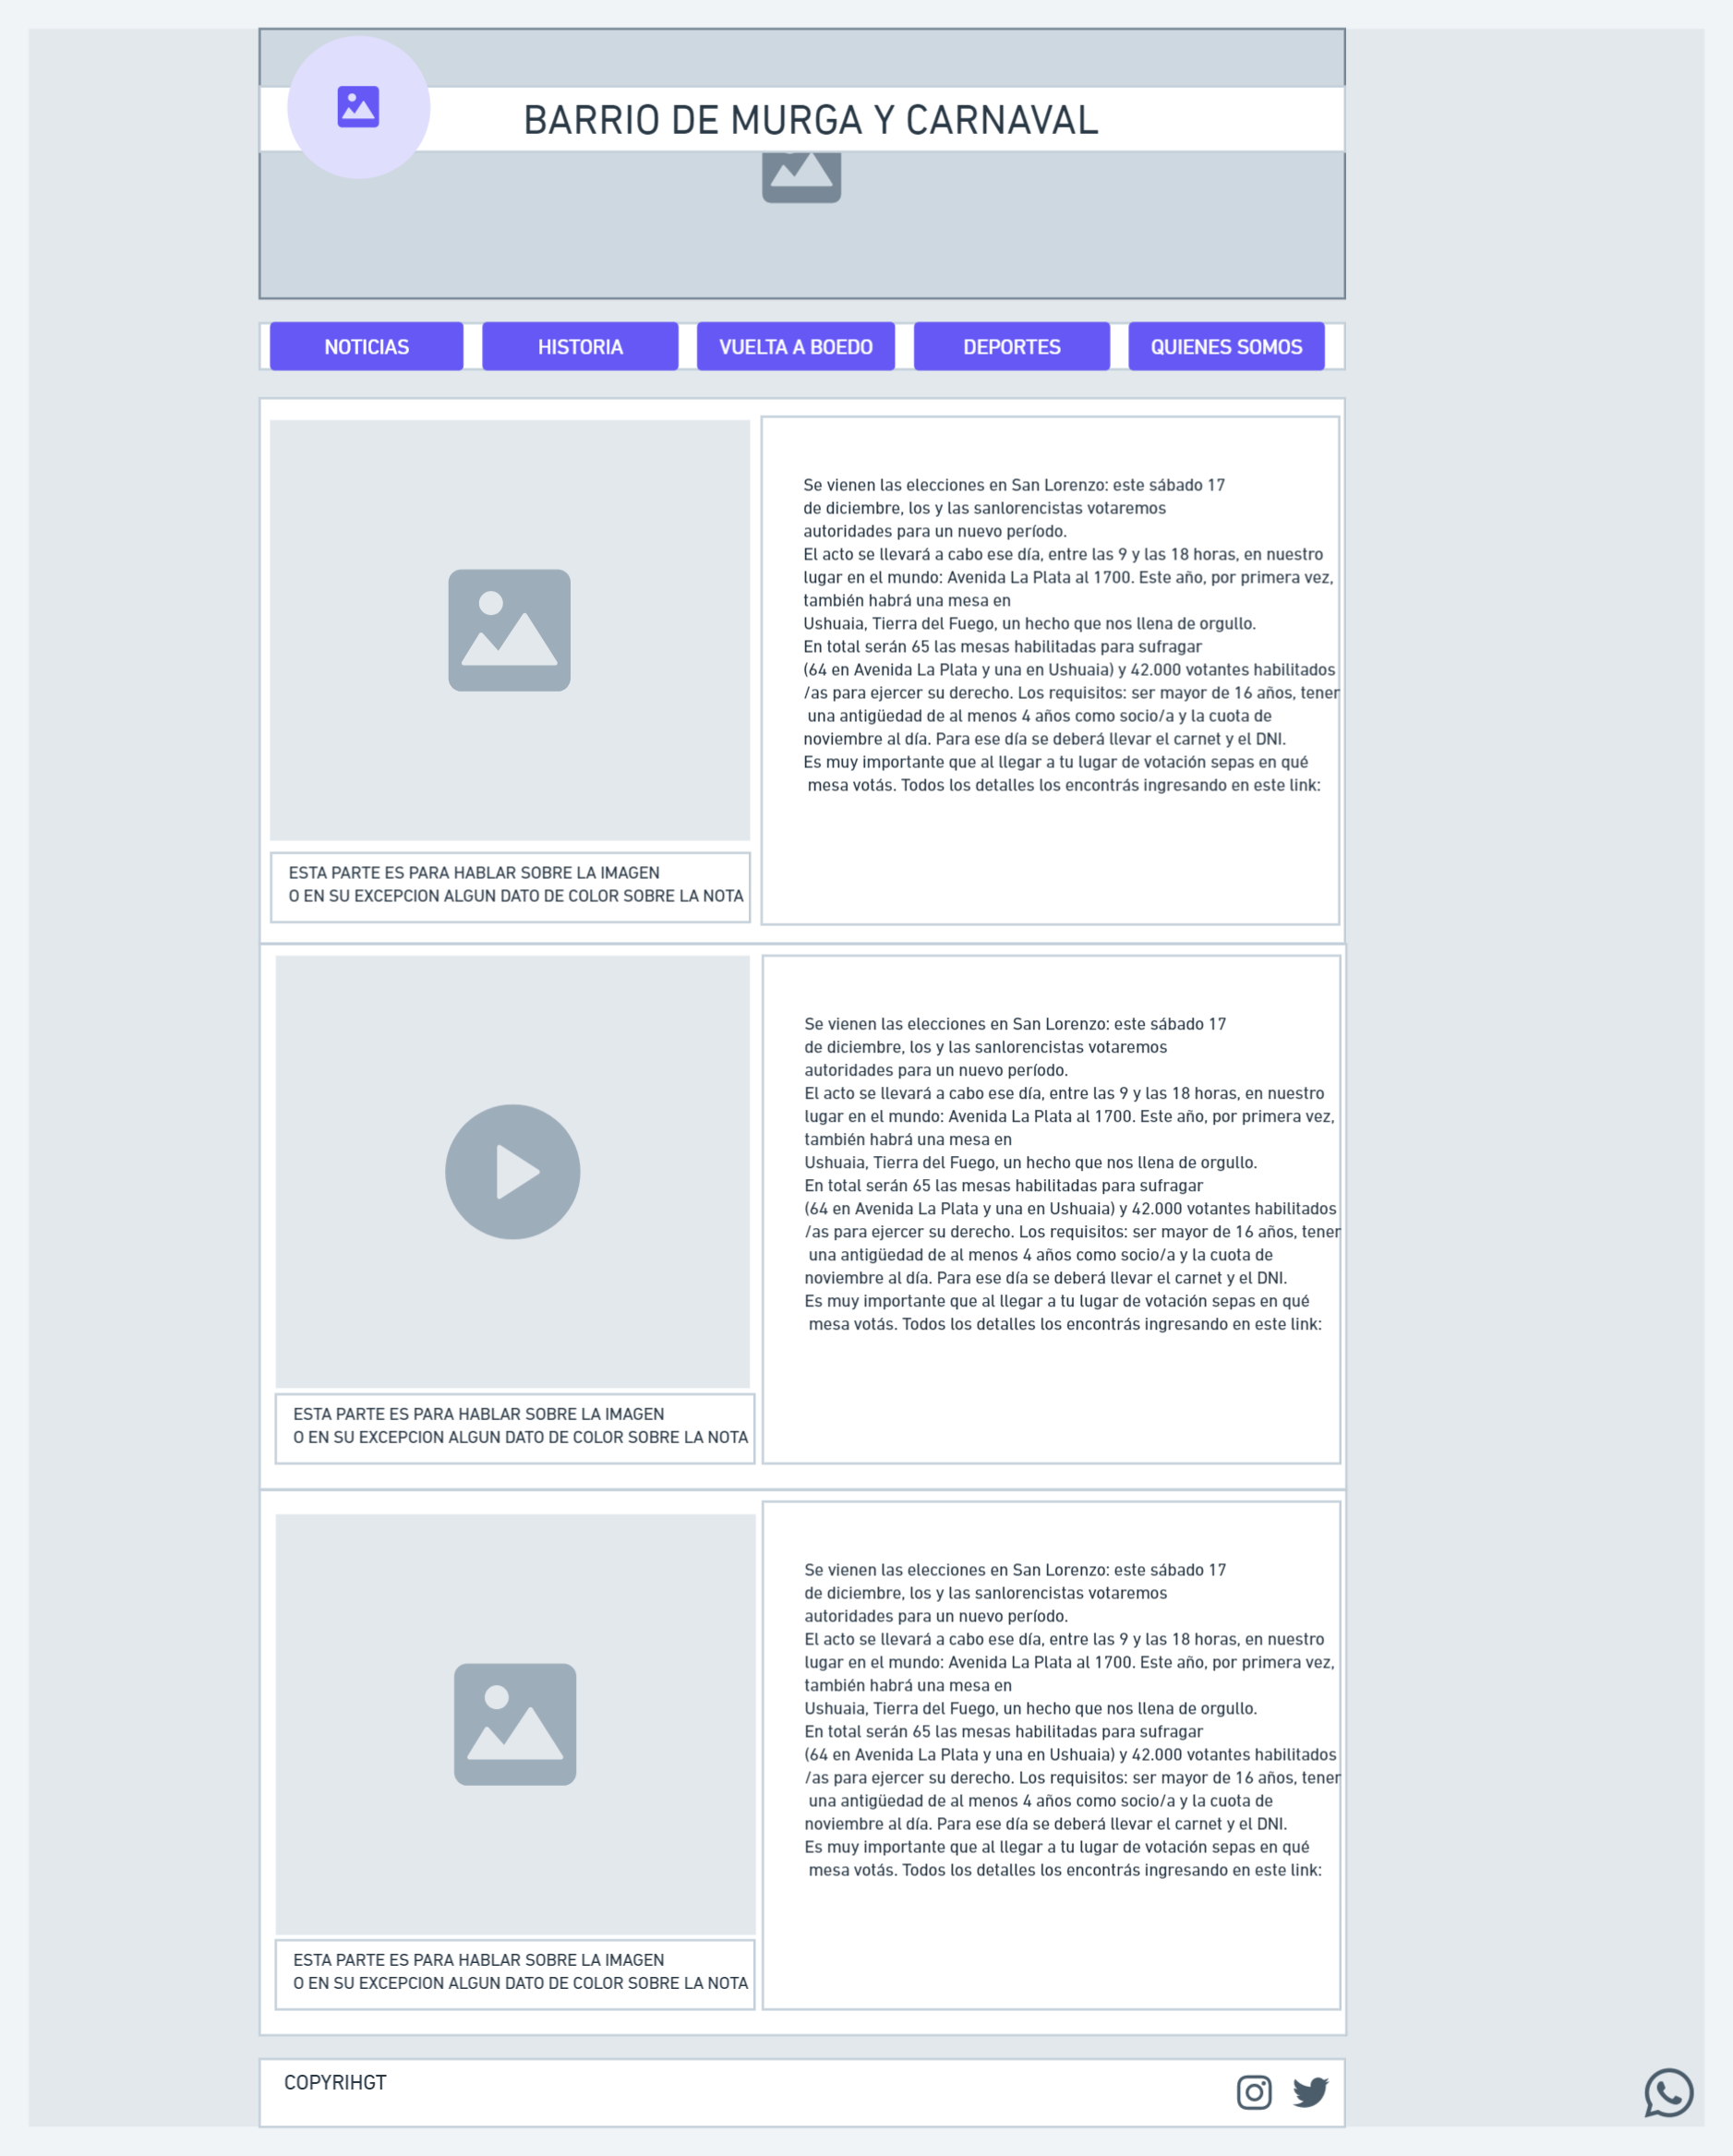 BARRIO DE MURGA Y CARNAVAL
NOTICIAS
HISTORIA
VUELTA A BOEDO
DEPORTES
QUIENES SOMOS
Se vienen las elecciones en San Lorenzo: este sábado 17
de diciembre, los y las sanlorencistas votaremos
autoridades para un nuevo período.
El acto se llevará a cabo ese día, entre las 9 y las 18 horas, en nuestro
lugar en el mundo: Avenida La Plata al 1700. Este año, por primera vez,
también habrá una mesa en
Ushuaia, Tierra del Fuego, un hecho que nos llena de orgullo.
En total serán 65 las mesas habilitadas para sufragar
(64 en Avenida La Plata y una en Ushuaia) y 42.000 votantes habilitados
/as para ejercer su derecho. Los requisitos: ser mayor de 16 años, tener
una antigüedad de al menos 4 años como socio/a y la cuota de
noviembre al día. Para ese día se deberá llevar el carnet y el DNI.
Es muy importante que al llegar a tu lugar de votación sepas en qué
mesa votás. Todos los detalles los encontrás ingresando en este link:
ESTA PARTE ES PARA HABLAR SOBRE LA IMAGEN
O EN SU EXCEPCION ALGUN DATO DE COLOR SOBRE LA NOTA
Se vienen las elecciones en San Lorenzo: este sábado 17
de diciembre, los y las sanlorencistas votaremos
autoridades para un nuevo período.
El acto se llevará a cabo ese día, entre las 9 y las 18 horas, en nuestro
lugar en el mundo: Avenida La Plata al 1700. Este año, por primera vez,
también habrá una mesa en
Ushuaia, Tierra del Fuego, un hecho que nos llena de orgullo.
En total serán 65 las mesas habilitadas para sufragar
(64 en Avenida La Plata y una en Ushuaia) y 42.000 votantes habilitados
/as para ejercer su derecho. Los requisitos: ser mayor de 16 años, tener
una antigüedad de al menos 4 años como socio/a y la cuota de
noviembre al día. Para ese día se deberá llevar el carnet y el DNI.
Es muy importante que al llegar a tu lugar de votación sepas en qué
mesa votás. Todos los detalles los encontrás ingresando en este link:
ESTA PARTE ES PARA HABLAR SOBRE LA IMAGEN
O EN SU EXCEPCION ALGUN DATO DE COLOR SOBRE LA NOTA
Se vienen las elecciones en San Lorenzo: este sábado 17
de diciembre, los y las sanlorencistas votaremos
autoridades para un nuevo período.
El acto se llevará a cabo ese día, entre las 9 y las 18 horas, en nuestro
lugar en el mundo: Avenida La Plata al 1700. Este año, por primera vez,
también habrá una mesa en
Ushuaia, Tierra del Fuego, un hecho que nos llena de orgullo.
En total serán 65 las mesas habilitadas para sufragar
(64 en Avenida La Plata y una en Ushuaia) y 42.000 votantes habilitados
/as para ejercer su derecho. Los requisitos: ser mayor de 16 años, tener
una antigüedad de al menos 4 años como socio/a y la cuota de
noviembre al día. Para ese día se deberá llevar el carnet y el DNI.
Es muy importante que al llegar a tu lugar de votación sepas en qué
mesa votás. Todos los detalles los encontrás ingresando en este link:
ESTA PARTE ES PARA HABLAR SOBRE LA IMAGEN
O EN SU EXCEPCION ALGUN DATO DE COLOR SOBRE LA NOTA
COPYRIHGT